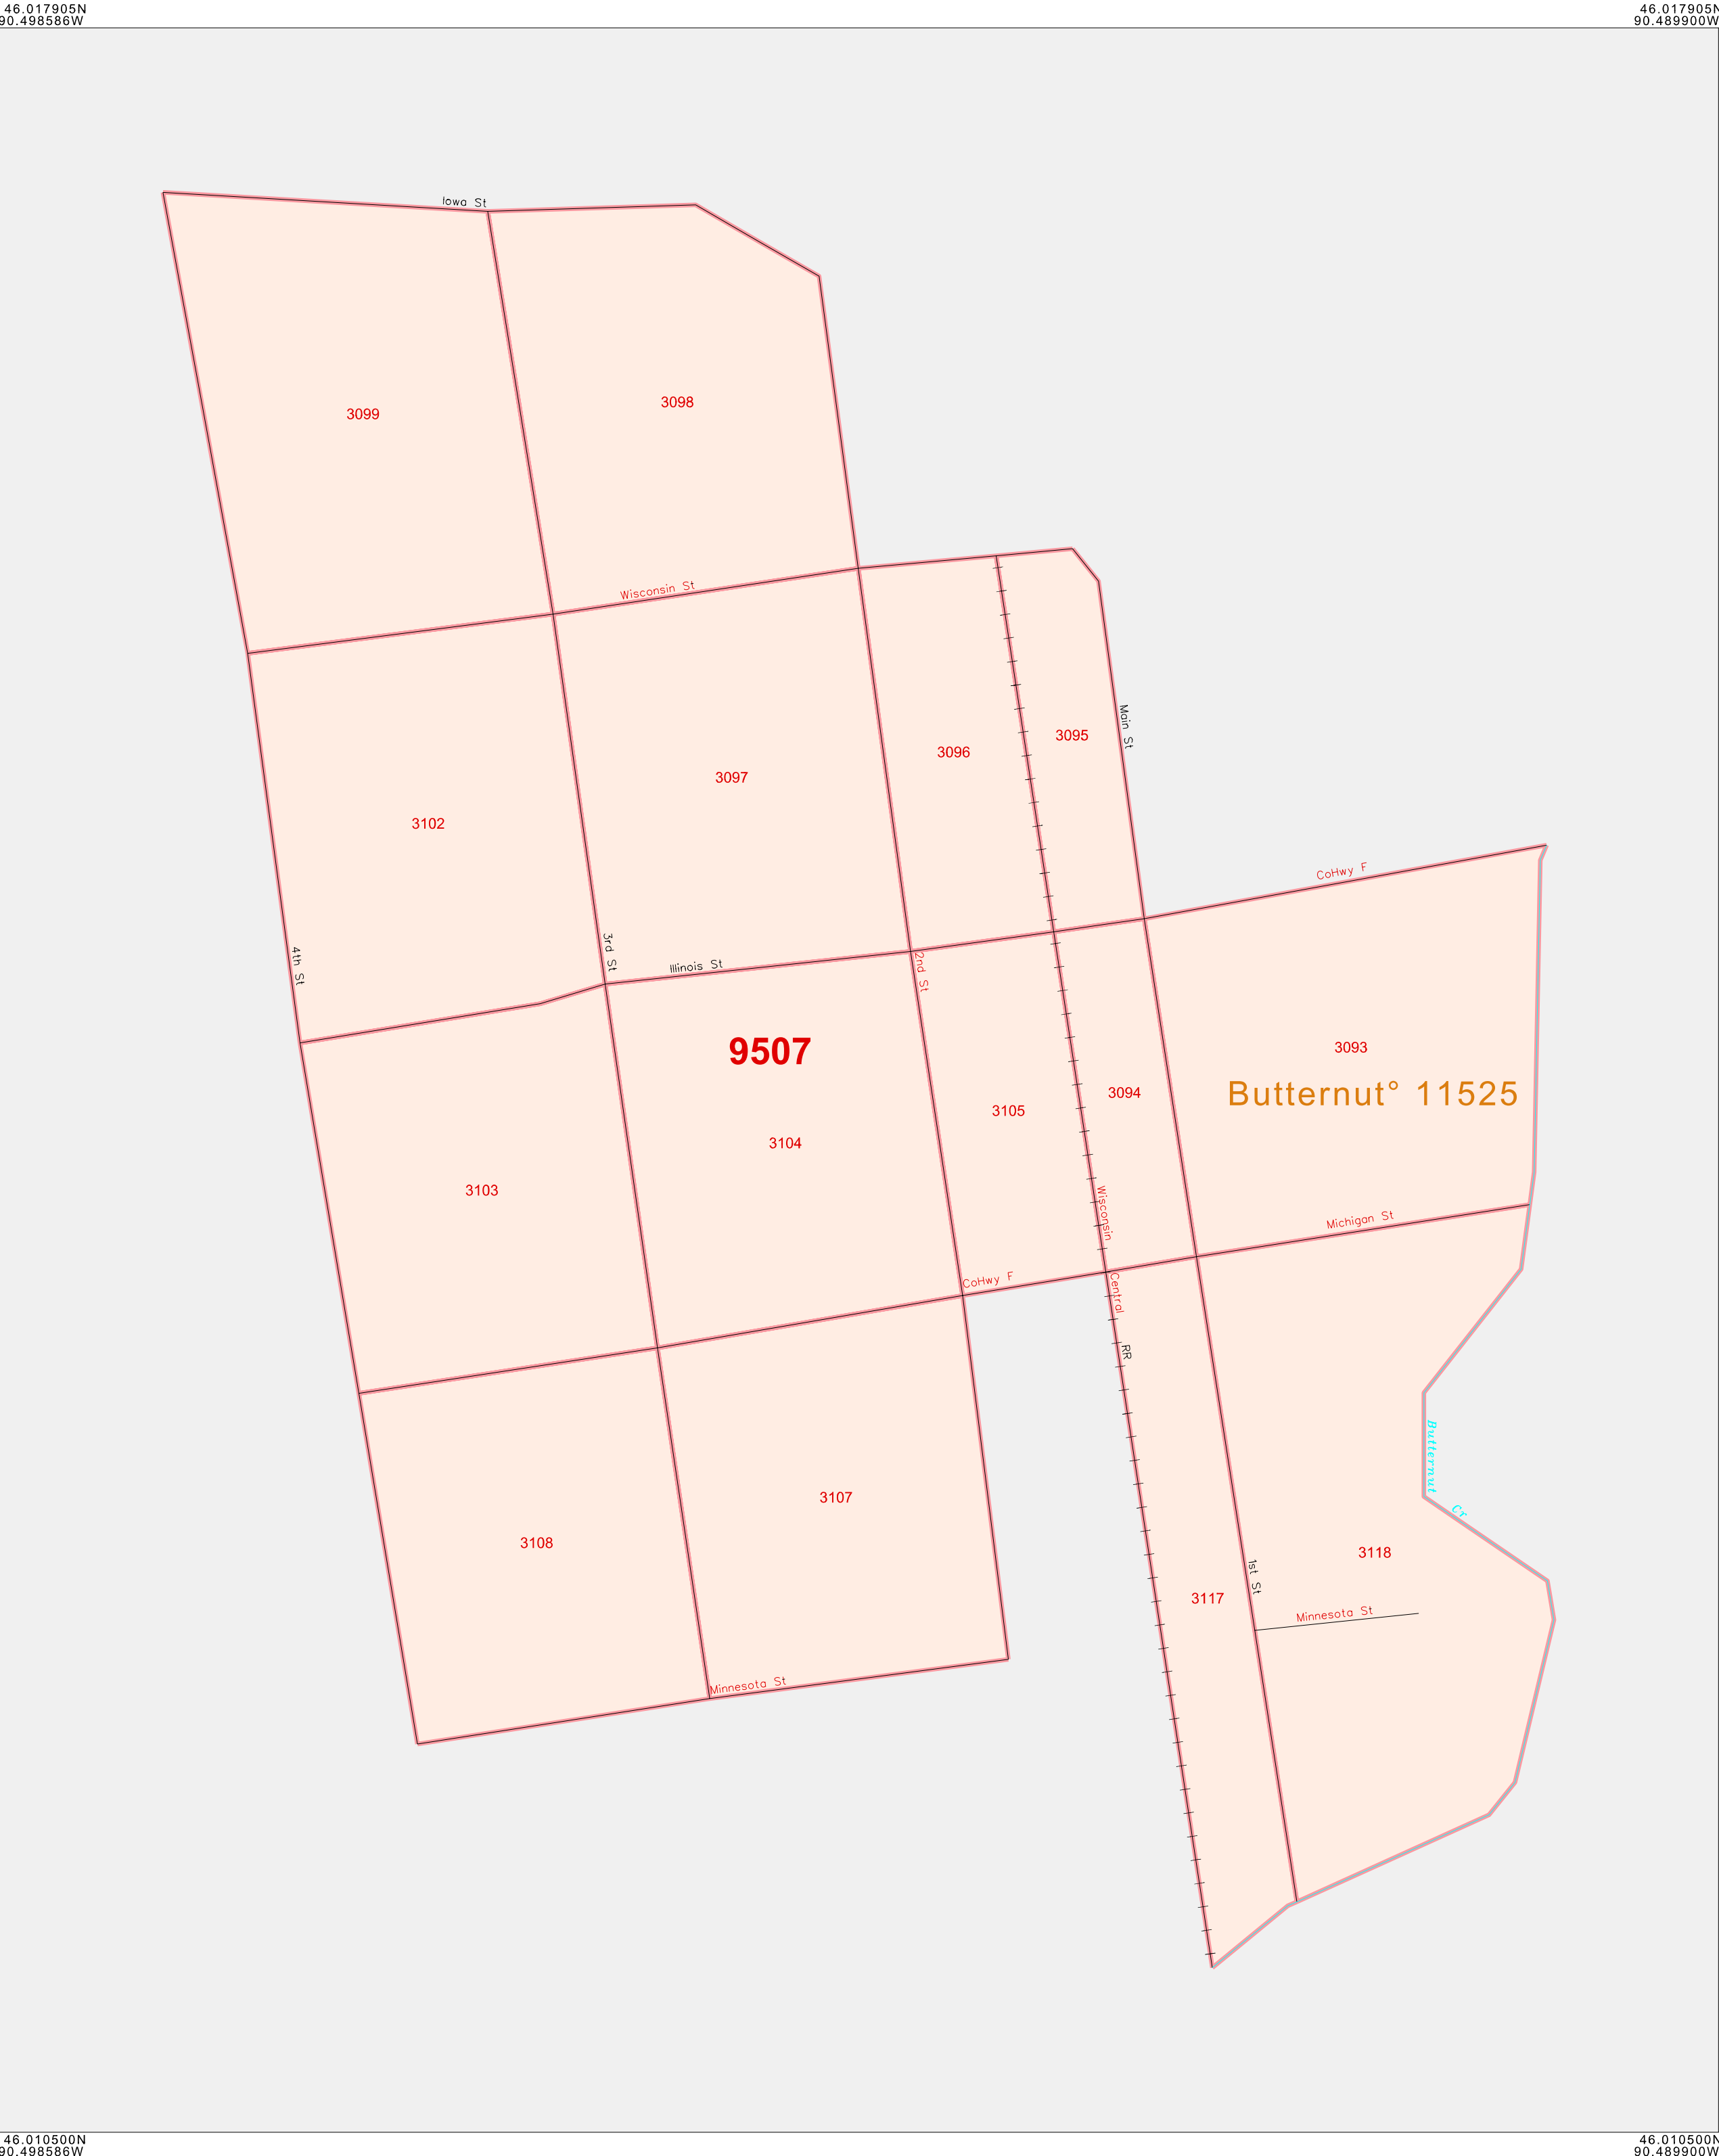 46.017905N
90.498586W
46.017905N
90.489900W
Iowa St
3099
3098
Wisconsin St
Main St
3095
3096
3097
3102
CoHwy F
4th St
3rd St
Illinois St
2nd St
9507
3093
Butternut° 11525
3094
3105
3104
3103
Wisconsin
Michigan St
CoHwy F
Central
RR
Butternut
Cr
3107
3108
3118
1st St
3117
Minnesota St
Minnesota St
46.010500N
90.498586W
46.010500N
90.489900W